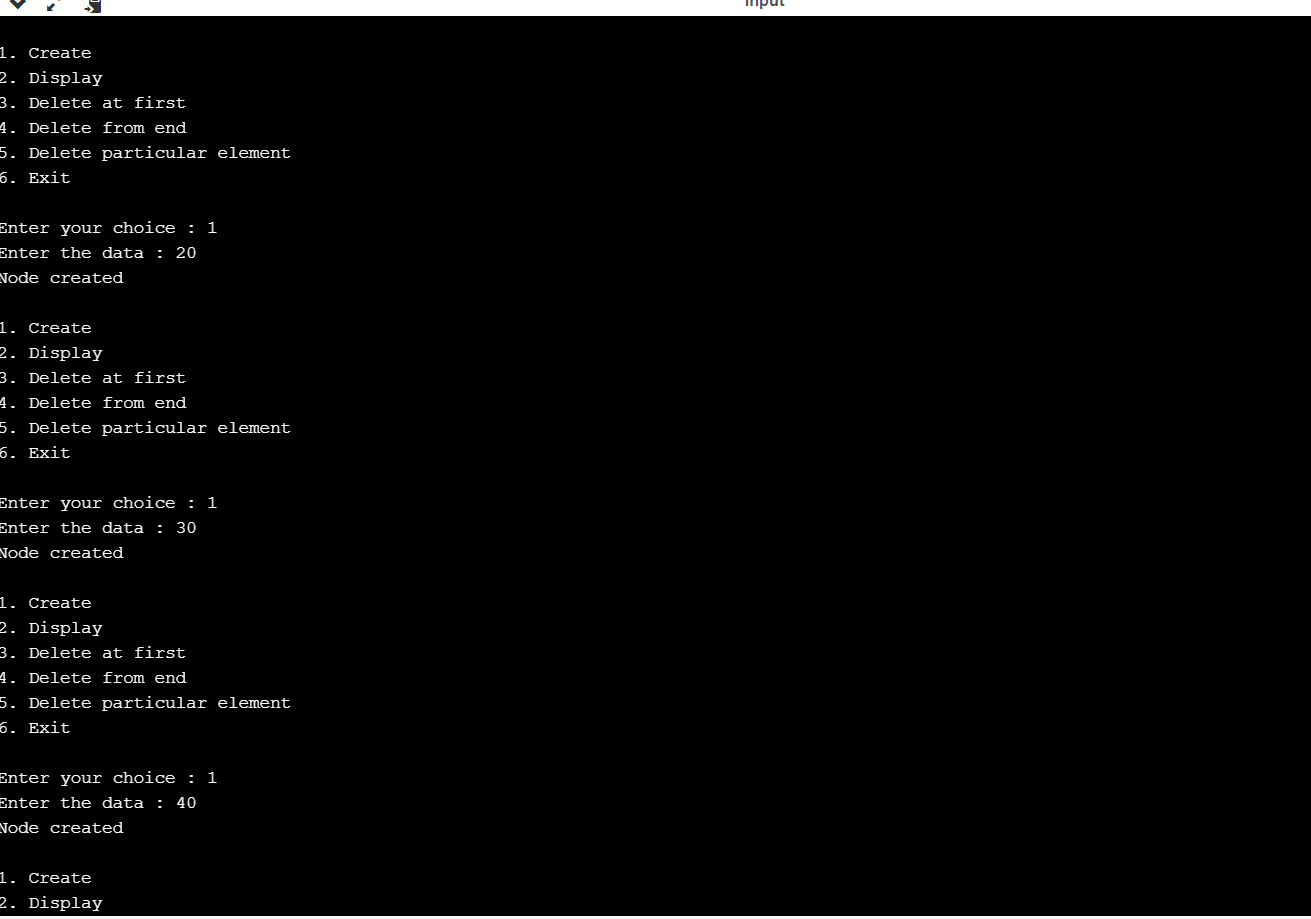 input
1. Create
2. Display
3. Delete at first
4. Delete from end
5. Delete particular element
6. Exit
Enter your choice : 1
Enter the data : 20
Node created
1. Create
2. Display
3. Delete at first
4. Delete from end
5. Delete particular element
6. Exit
Enter your choice : 1
Enter the data : 30
Node created
1. Create
2. Display
3. Delete at first
4. Delete from end
5. Delete particular element
6. Exit
Enter your choice : 1
Enter the data : 40
Node created
1. Create
2. Display